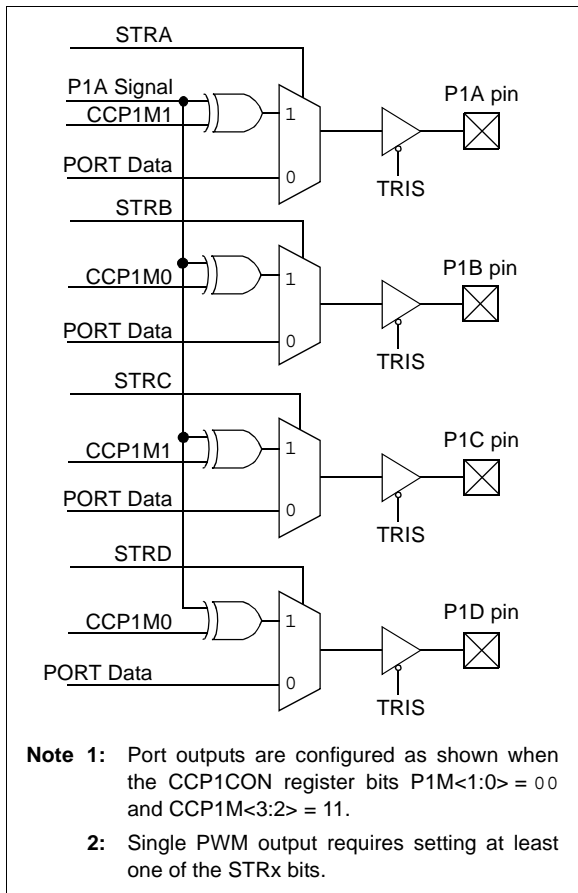 STRA
P1A Signal
P1A pin
CCP1M1
1
PORT Data
0
TRIS
STRB
P1B pin
CCP1M0
1
PORT Data
0
TRIS
STRC
P1C pin
CCP1M1
1
PORT Data
0
TRIS
STRD
P1D pin
CCP1M0
1
PORT Data
0
TRIS
Note 1: Port outputs are configured as shown when
the CCP1CON register bits P1M<1:0> = 00
and CCP1M<3:2> = 11.
2: Single PWM output requires setting at least
one of the STRx bits.